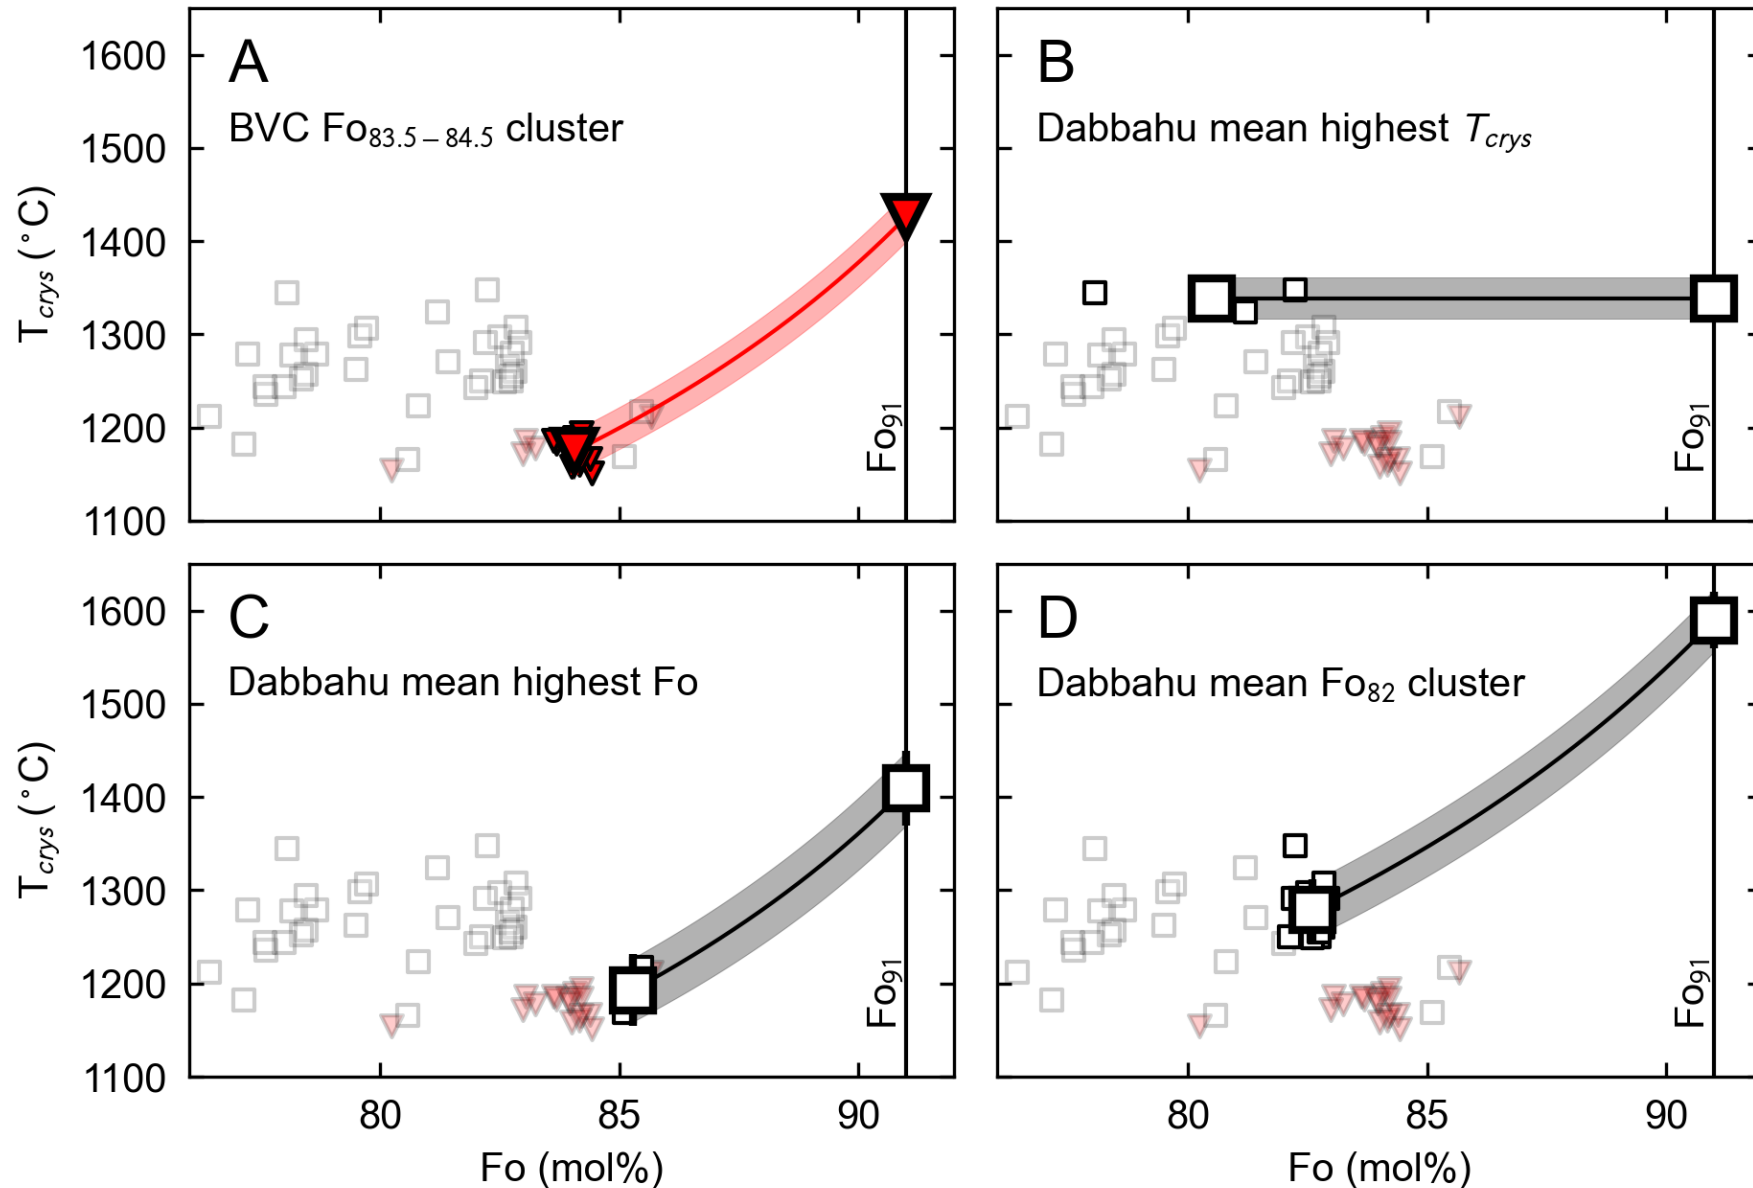 A
BVC Fo83.5 – 84.5 cluster
B
Dabbahu mean highest Tcrys
1600
1500
1400
1300
1200
1100
Tcrys (°C)
Fo91
Fo91
C
Dabbahu mean highest Fo
D
Dabbahu mean Fo82 cluster
1600
1500
1400
1300
1200
1100
Tcrys (°C)
Fo91
Fo91
80
85
90
80
85
90
Fo (mol%)
Fo (mol%)